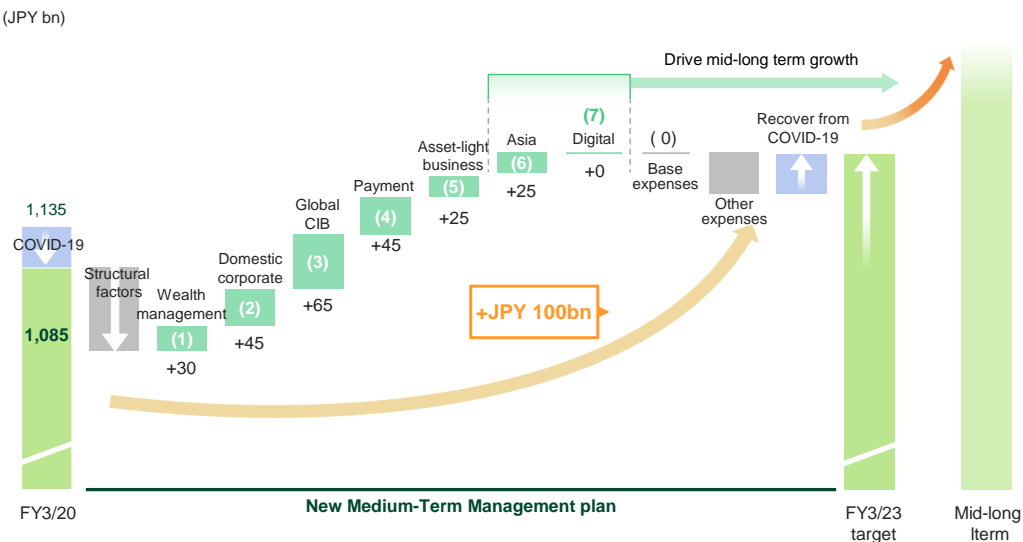 (JPY bn)
Drive mid-long term growth
(7)
Recover from
COVID-19
Asset-light
business
Asia
Digital
( 0)
Payment
(5)
(6)
+0
Base
expenses
+25
+25
Global
CIB
(4)
Other
expenses
1,135
+45
COVID-19
Domestic
corporate
(3)
Structural
factors
Wealth
management
(2)
+65
+JPY 100bn
1,085
(1)
+45
+30
New Medium-Term Management plan
FY3/20
FY3/23
target
Mid-long
lterm